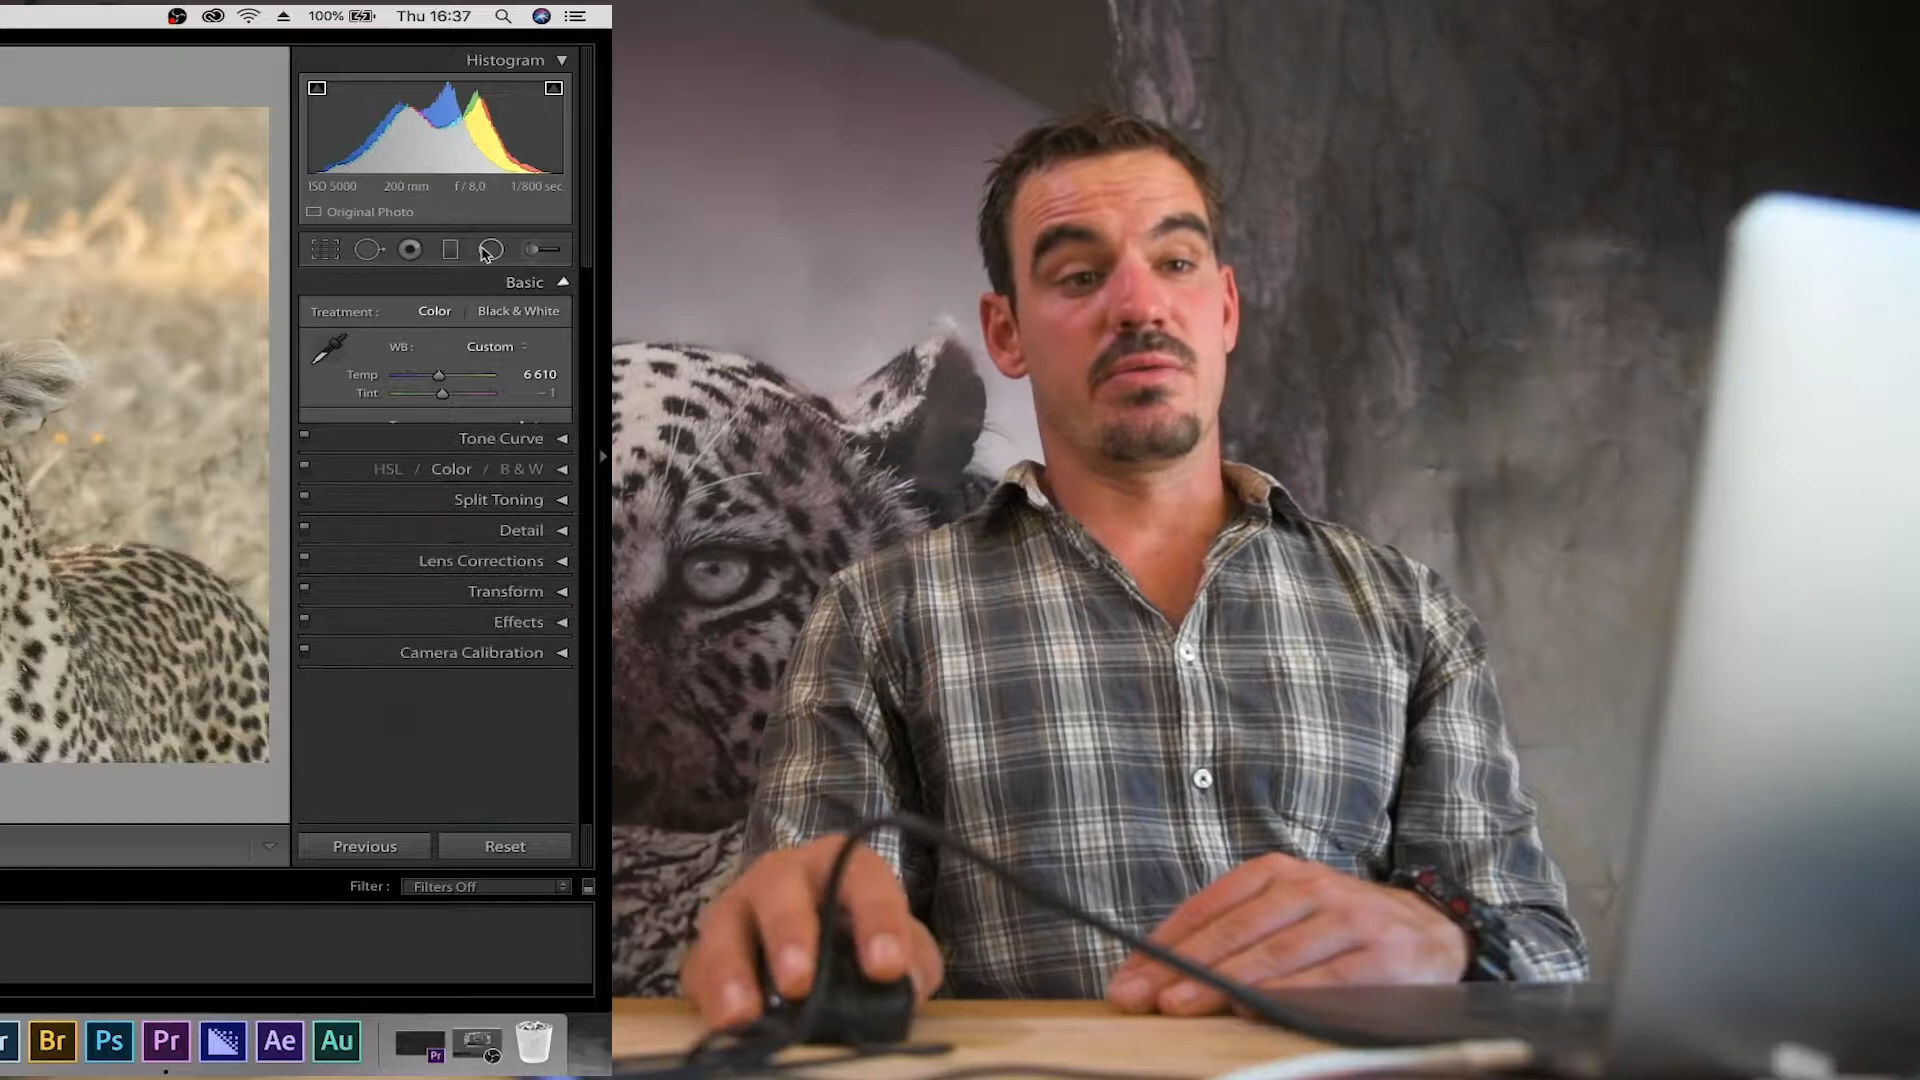 100% Thu 16:37
Histogram
ISO 5000 200 mm f / 8,0 1/800 sec
Original Photo
Basic
Treatment : Color Black & White
WB : Custom
Temp 6 610
Tint – 1
Tone Curve
HSL / Color / B & W
Split Toning
Detail
Lens Corrections
Transform
Effects
Camera Calibration
Previous Reset
Filter : Filters Off
r Br Ps Pr Ae Au
Pr